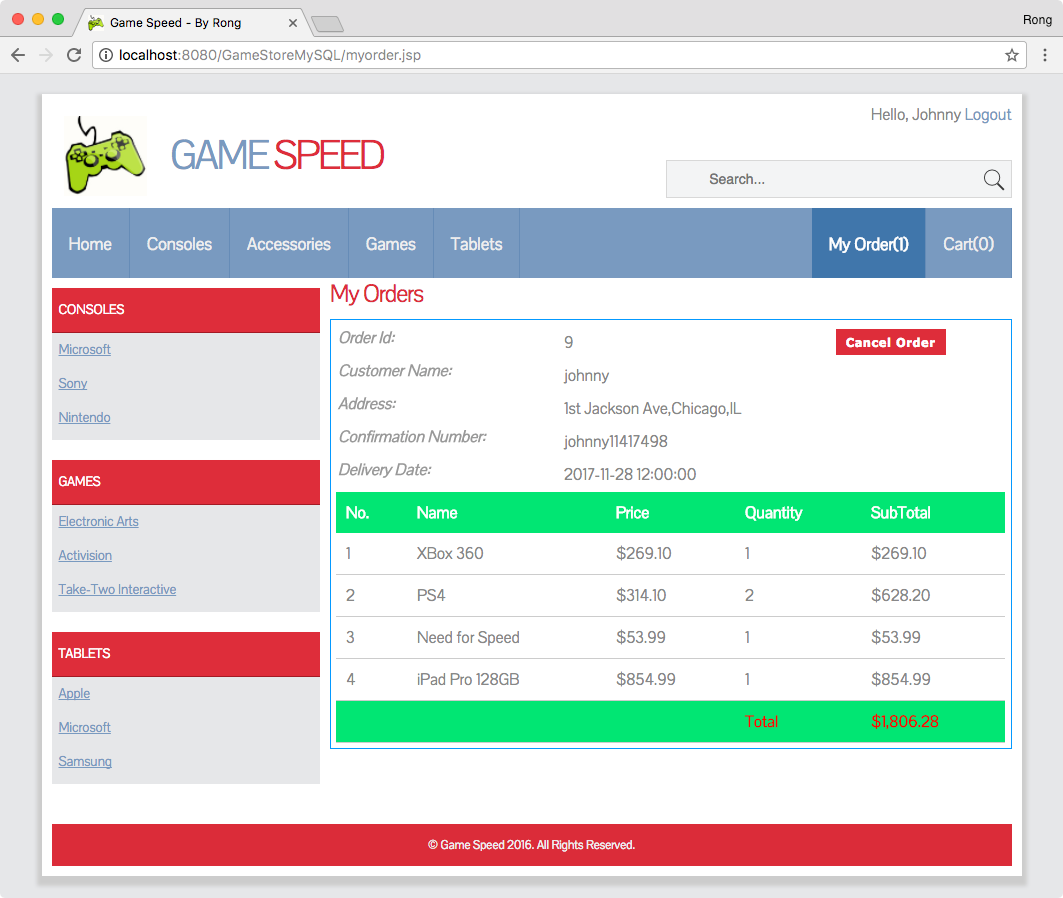 Game Speed - By Rong
Rong
localhost:8080/GameStoreMySQL/myorder.jsp
Hello, Johnny Logout
GAME SPEED
Search...
Home Consoles Accessories Games Tablets My Order(1) Cart(0)
CONSOLES
Microsoft
Sony
Nintendo
GAMES
Electronic Arts
Activision
Take-Two Interactive
TABLETS
Apple
Microsoft
Samsung
My Orders
Order Id: 9 Cancel Order
Customer Name: johnny
Address: 1st Jackson Ave,Chicago,IL
Confirmation Number: johnny11417498
Delivery Date: 2017-11-28 12:00:00
No. Name Price Quantity SubTotal
1 XBox 360 $269.10 1 $269.10
2 PS4 $314.10 2 $628.20
3 Need for Speed $53.99 1 $53.99
4 iPad Pro 128GB $854.99 1 $854.99
Total $1,806.28
© Game Speed 2016. All Rights Reserved.